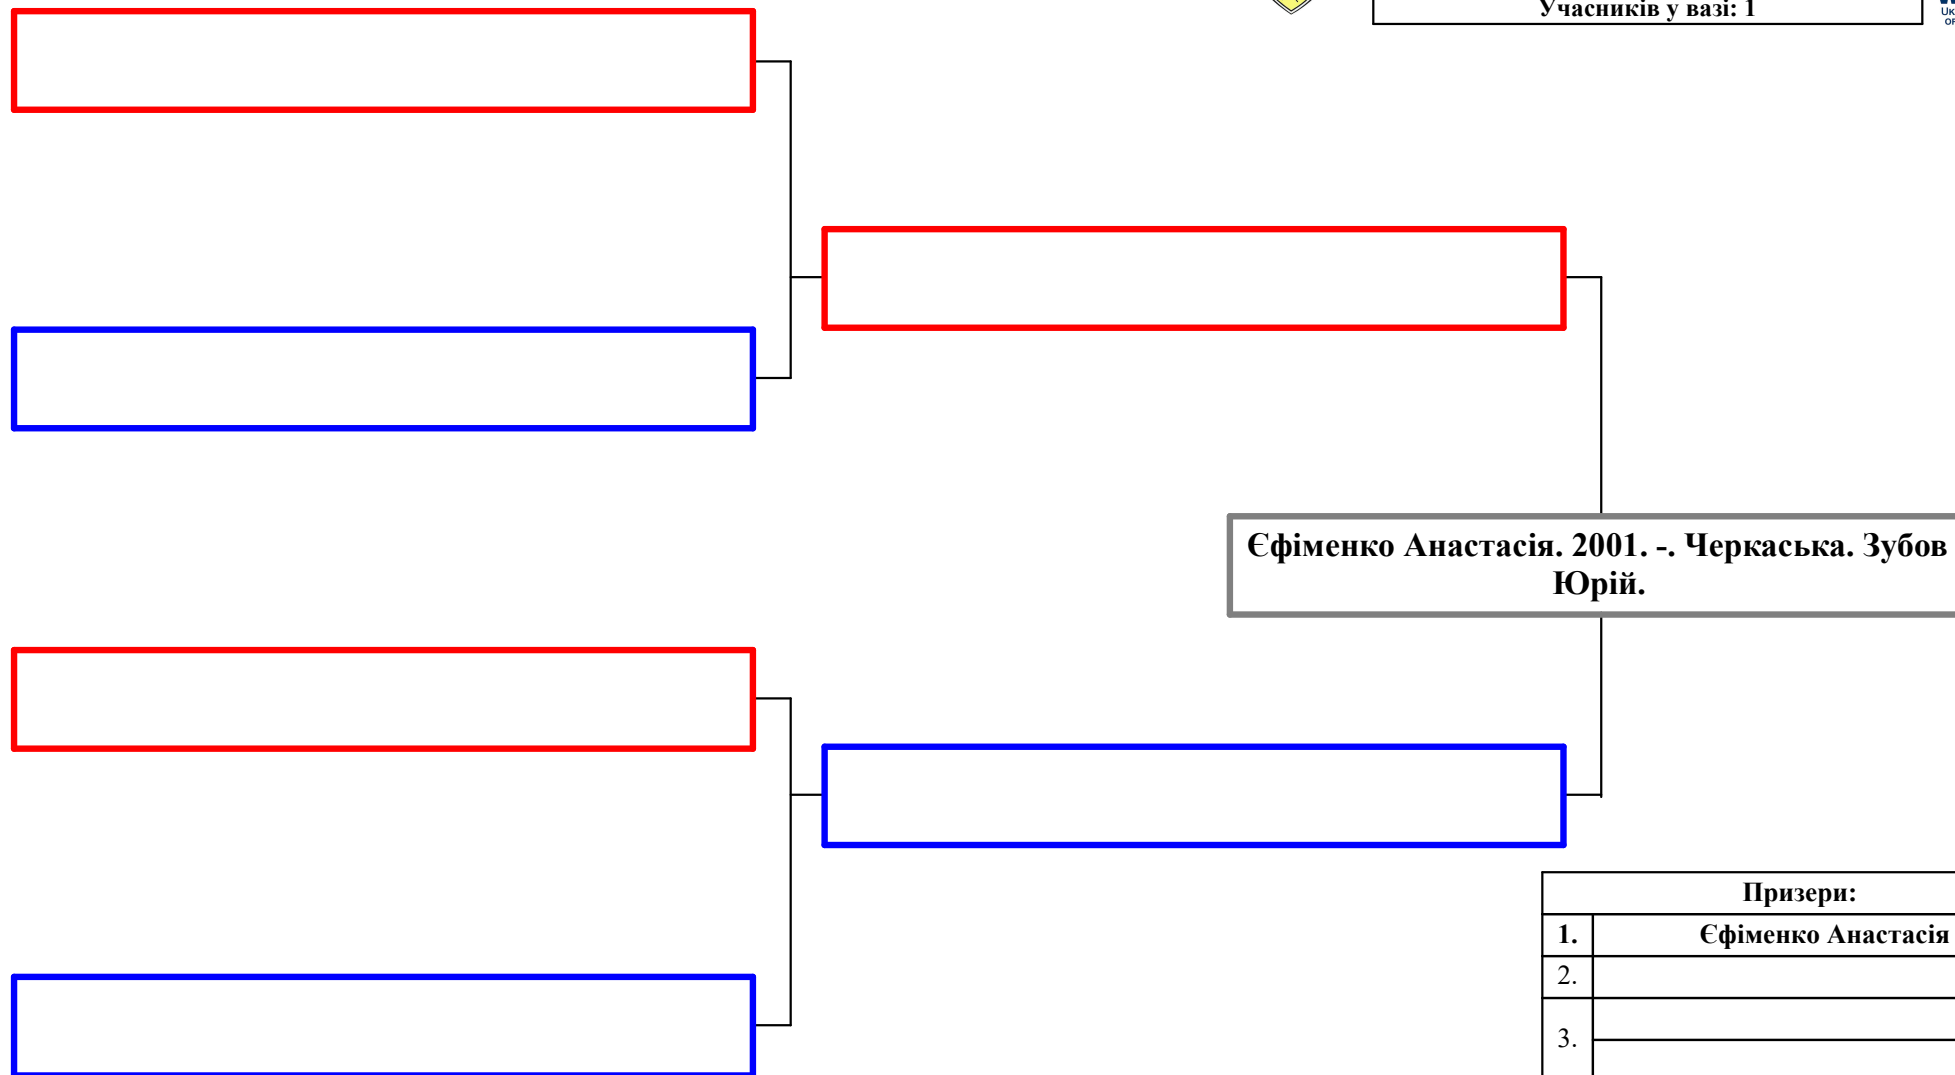 Учасників у вазі: 1
Єфіменко Анастасія. 2001. -. Черкаська. Зубов
Юрій.
Призери:
1. Єфіменко Анастасія
2.
3.